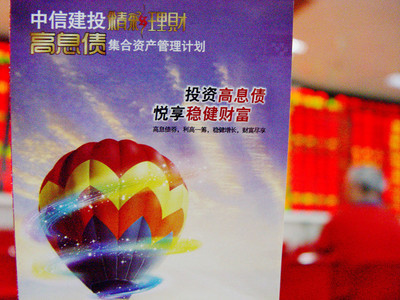 中信建投精彩理财
高息债集合资产管理计划
投资高息债
悦享稳健财富
高息债券，利高一筹，稳健增长，财富尽享